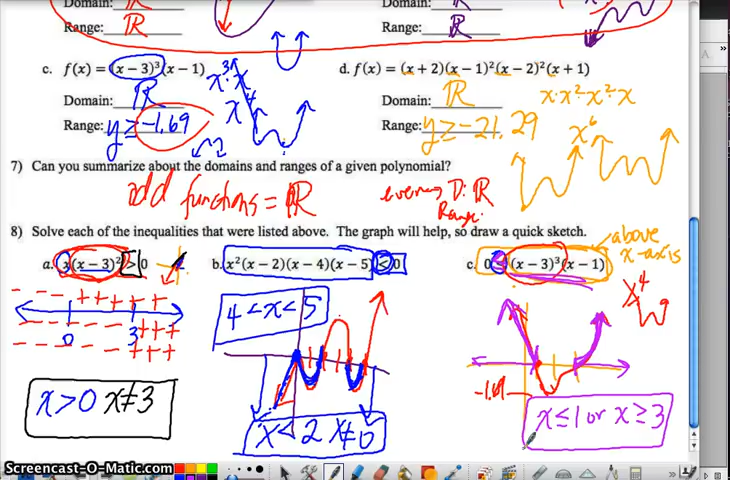 Domain: ℝ
Range: ℝ
Range: ℝ
c. f(x) = (x − 3)³(x − 1)
x³·x
x⁴
Domain: ℝ
Range: y ≥ −1.69
d. f(x) = (x + 2)(x − 1)²(x − 2)²(x + 1)
x·x²·x²·x
x⁶
Domain: ℝ
Range: y ≥ −21.29
7) Can you summarize about the domains and ranges of a given polynomial?
odd functions = ℝ
D: ℝ
Range:
8) Solve each of the inequalities that were listed above. The graph will help, so draw a quick sketch.
above
x-axis
a. x(x − 3)² > 0
b. x²(x − 2)(x − 4)(x − 5) < 0
c. 0 ≤ (x − 3)³(x − 1)
x⁴
− − − + + + + + +
0 3
− − − − − − + + +
− − − − − − + + +
4 < x < 5
−1.69
x > 0 x ≠ 3
x < 2 x ≠ 0
x ≤ 1 or x ≥ 3
Screencast-O-Matic.com